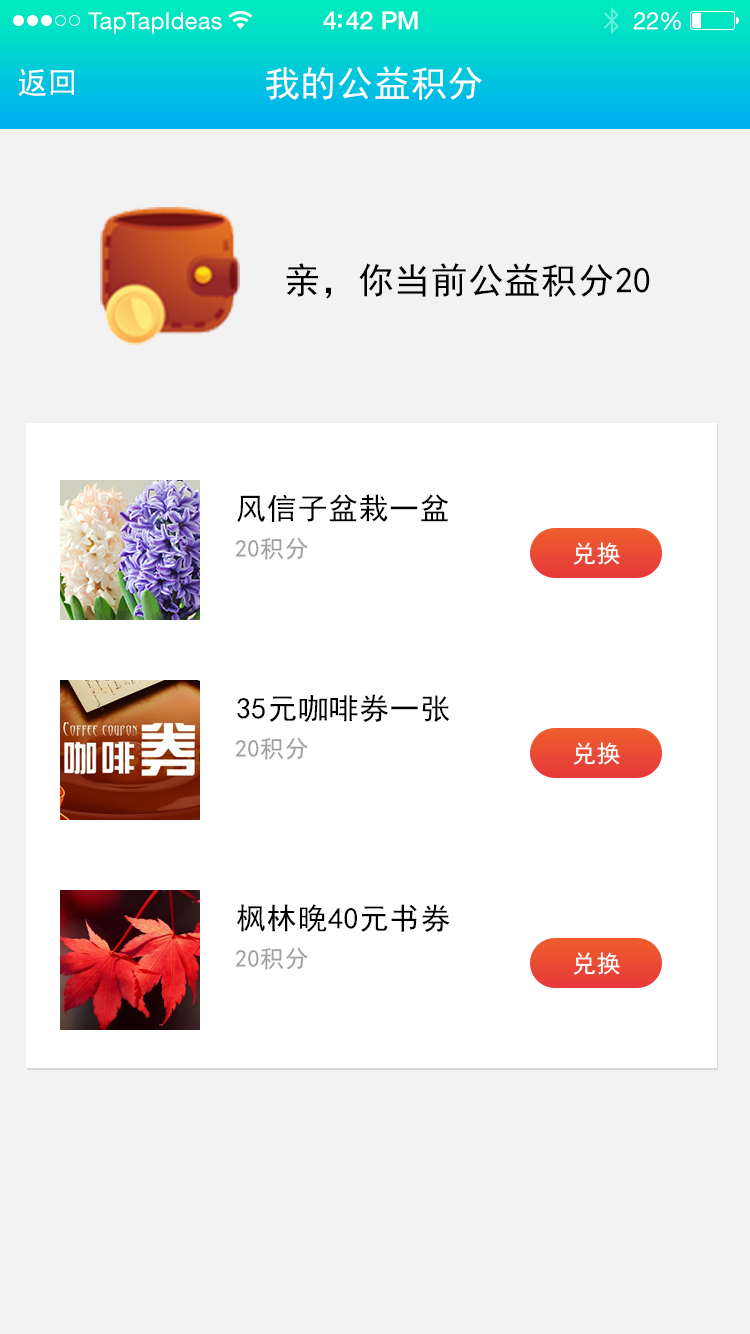 TapTapIdeas 4:42 PM 22%
返回 我的公益积分
亲，你当前公益积分20
风信子盆栽一盆
20积分
兑换
35元咖啡券一张
20积分
兑换
COFFEE COUPON
咖啡券
枫林晚40元书券
20积分
兑换